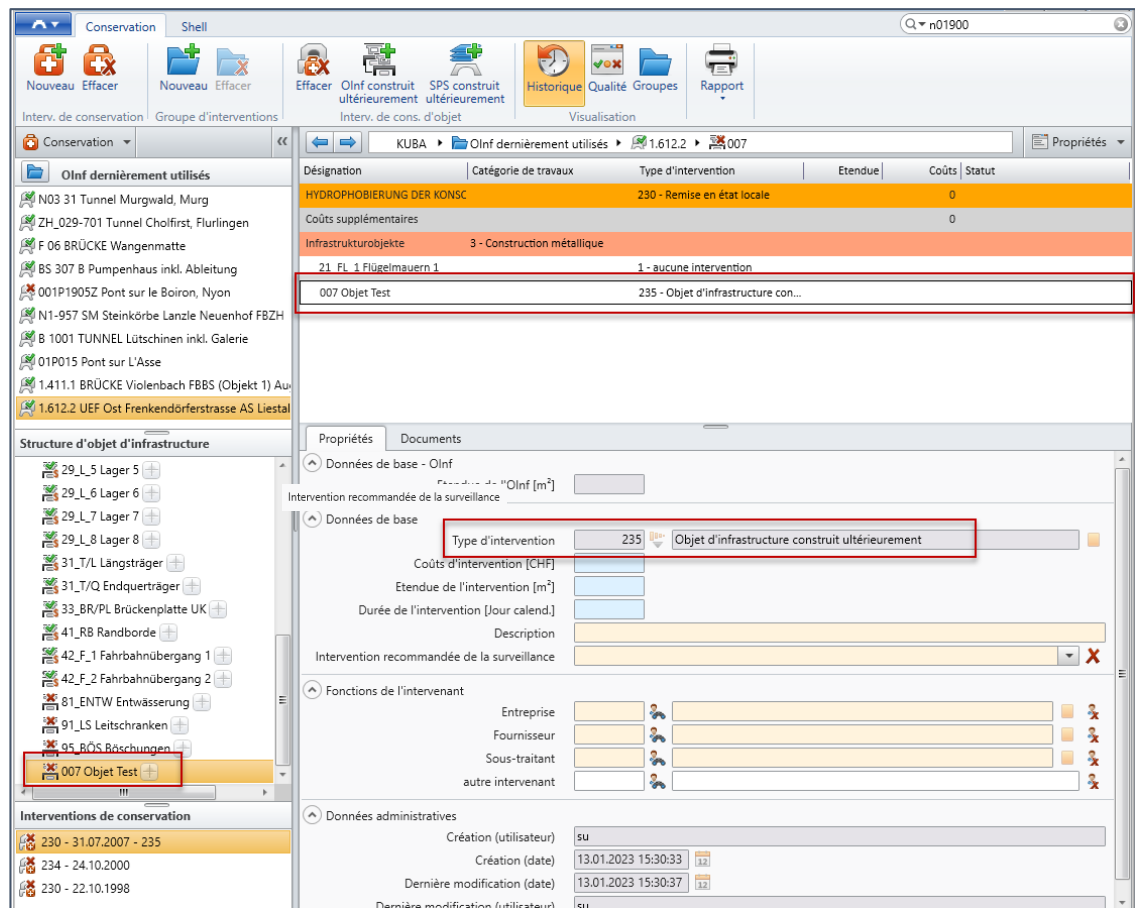 Conservation Shell
n01900
Nouveau Effacer
Interv. de conservation
Nouveau Effacer
Groupe d'interventions
Effacer OInf construit ultérieurement SPS construit ultérieurement
Interv. de cons. d'objet
Historique Qualité Groupes
Visualisation
Rapport
Conservation
OInf dernièrement utilisés
N03 31 Tunnel Murgwald, Murg
ZH_029-701 Tunnel Cholfirst, Flurlingen
F 06 BRÜCKE Wangenmatte
BS 307 B Pumpenhaus inkl. Ableitung
001P1905Z Pont sur le Boiron, Nyon
N1-957 SM Steinkörbe Lanzle Neuenhof FBZH
B 1001 TUNNEL Lütschinen inkl. Galerie
01P015 Pont sur L'Asse
1.411.1 BRÜCKE Violenbach FBBS (Objekt 1) Au
1.612.2 UEF Ost Frenkendörferstrasse AS Liestal
Structure d'objet d'infrastructure
29_L_5 Lager 5
29_L_6 Lager 6
29_L_7 Lager 7
29_L_8 Lager 8
31_T/L Längsträger
31_T/Q Endquerträger
33_BR/PL Brückenplatte UK
41_RB Randborde
42_F_1 Fahrbahnübergang 1
42_F_2 Fahrbahnübergang 2
81_ENTW Entwässerung
91_LS Leitschranken
95_BÖS Böschungen
007 Objet Test
Interventions de conservation
230 - 31.07.2007 - 235
234 - 24.10.2000
230 - 22.10.1998
KUBA OInf dernièrement utilisés 1.612.2 007
Propriétés
Désignation Catégorie de travaux Type d'intervention Etendue Coûts Statut
HYDROPHOBIERUNG DER KONSC 230 - Remise en état locale 0
Coûts supplémentaires 0
Infrastrukturobjekte 3 - Construction métallique
21_FL_1 Flügelmauern 1 1 - aucune intervention
007 Objet Test 235 - Objet d'infrastructure con...
Propriétés Documents
Données de base - OInf
Etendue de l'OInf [m²]
Intervention recommandée de la surveillance
Données de base
Type d'intervention 235 Objet d'infrastructure construit ultérieurement
Coûts d'intervention [CHF]
Etendue de l'intervention [m²]
Durée de l'intervention [Jour calend.]
Description
Intervention recommandée de la surveillance
Fonctions de l'intervenant
Entreprise
Fournisseur
Sous-traitant
autre intervenant
Données administratives
Création (utilisateur) su
Création (date) 13.01.2023 15:30:33
Dernière modification (date) 13.01.2023 15:30:37
Dernière modification (utilisateur) su